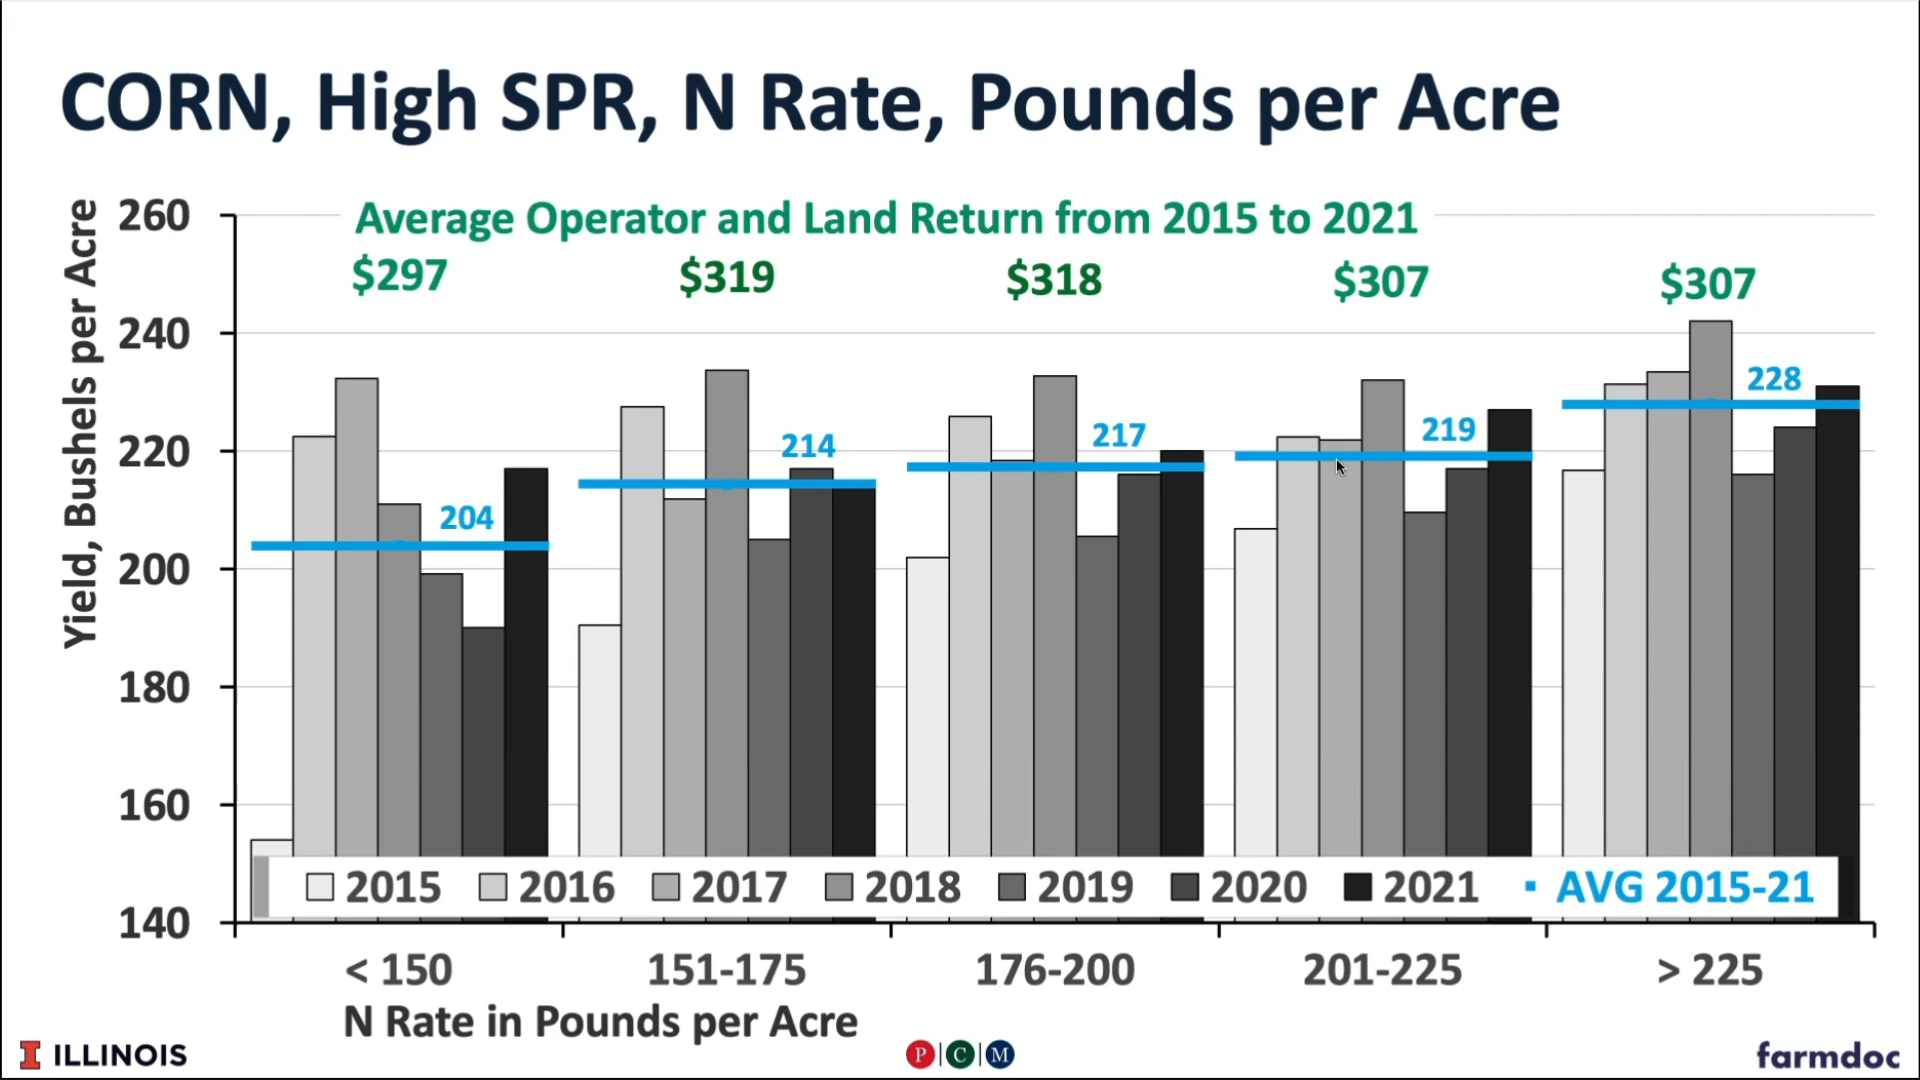 CORN, High SPR, N Rate, Pounds per Acre
Average Operator and Land Return from 2015 to 2021
$297 $319 $318 $307 $307
Yield, Bushels per Acre
260
240
220
200
180
160
140
204
214
217
219
228
2015 2016 2017 2018 2019 2020 2021 AVG 2015-21
< 150 151-175 176-200 201-225 > 225
N Rate in Pounds per Acre
I ILLINOIS P|C|M farmdoc